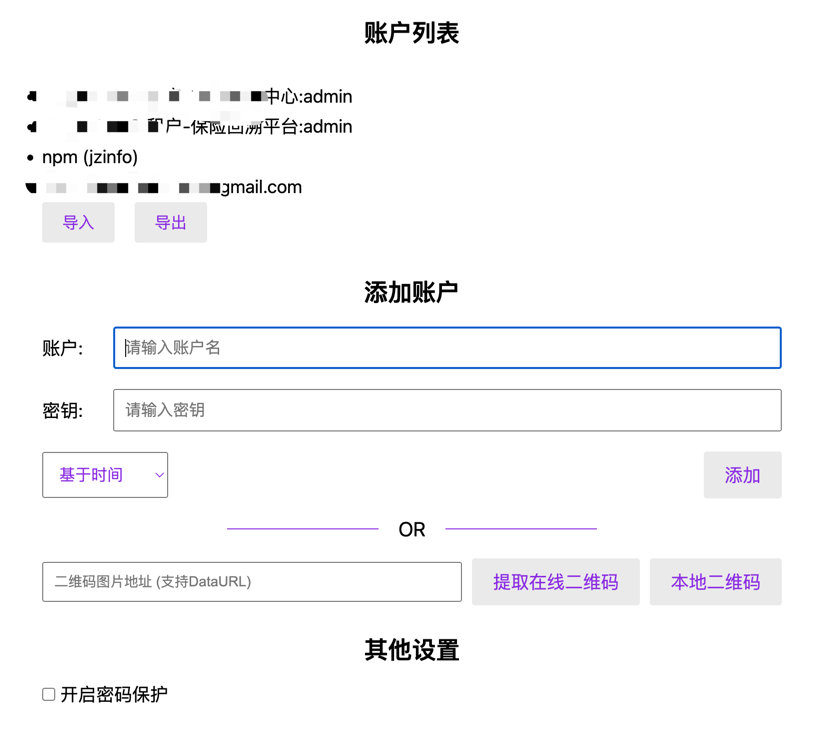 账户列表
中心:admin
户-保险回溯平台:admin
npm (jzinfo)
gmail.com
导入 导出
添加账户
账户: 请输入账户名
密钥: 请输入密钥
基于时间 添加
OR
二维码图片地址 (支持DataURL) 提取在线二维码 本地二维码
其他设置
开启密码保护